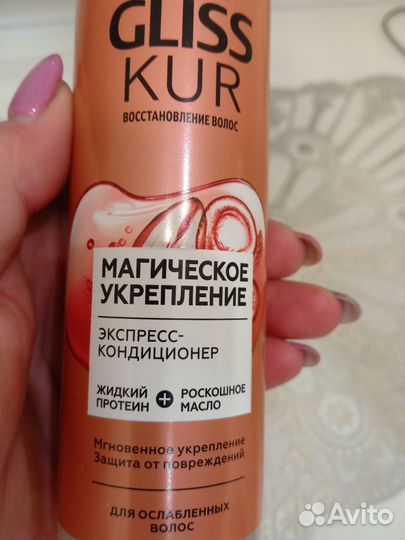 GLISS
KUR
ВОССТАНОВЛЕНИЕ ВОЛОС
МАГИЧЕСКОЕ
УКРЕПЛЕНИЕ
ЭКСПРЕСС-
КОНДИЦИОНЕР
ЖИДКИЙ
ПРОТЕИН + РОСКОШНОЕ
МАСЛО
Мгновенное укрепление
Защита от повреждений
ДЛЯ ОСЛАБЛЕННЫХ
ВОЛОС
Avito